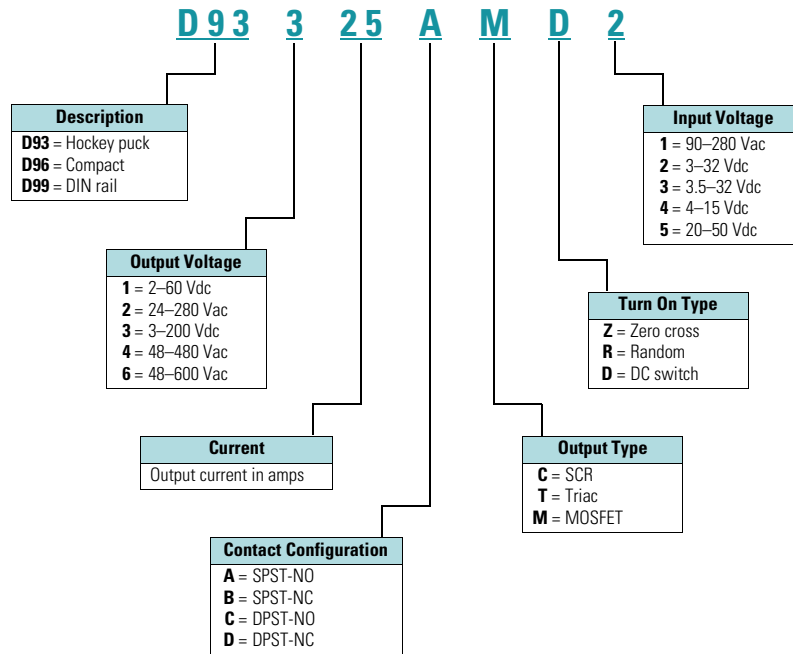 D93 3 25 A M D 2
Description
D93 = Hockey puck
D96 = Compact
D99 = DIN rail
Input Voltage
1 = 90–280 Vac
2 = 3–32 Vdc
3 = 3.5–32 Vdc
4 = 4–15 Vdc
5 = 20–50 Vdc
Output Voltage
1 = 2–60 Vdc
2 = 24–280 Vac
3 = 3–200 Vdc
4 = 48–480 Vac
6 = 48–600 Vac
Turn On Type
Z = Zero cross
R = Random
D = DC switch
Current
Output current in amps
Output Type
C = SCR
T = Triac
M = MOSFET
Contact Configuration
A = SPST-NO
B = SPST-NC
C = DPST-NO
D = DPST-NC